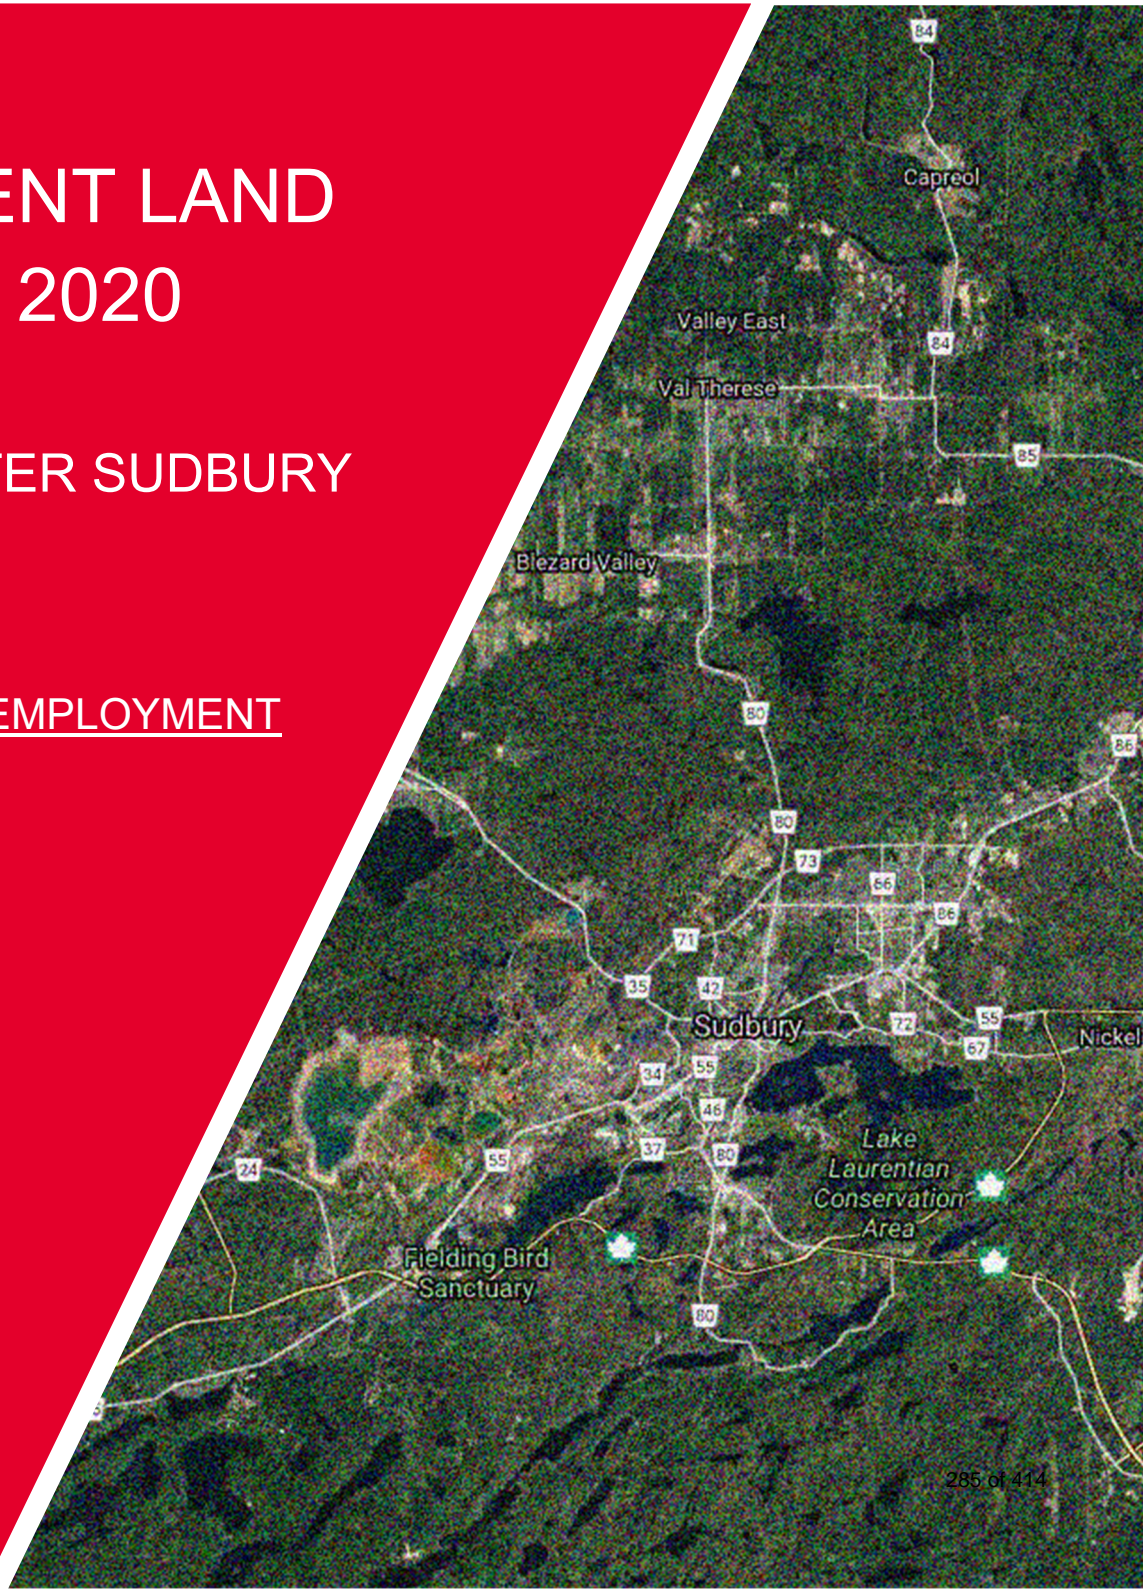 ENT LAND
2020
TER SUDBURY
EMPLOYMENT
84
Capreol
Valley East
84
Val Therese
85
Blezard Valley
80
86
80
73
66
86
71
35
42
Sudbury
72
55
67
Nickel
34
55
46
37
80
24
55
Lake
Laurentian
Conservation
Area
Fielding Bird
Sanctuary
80
285 of 414